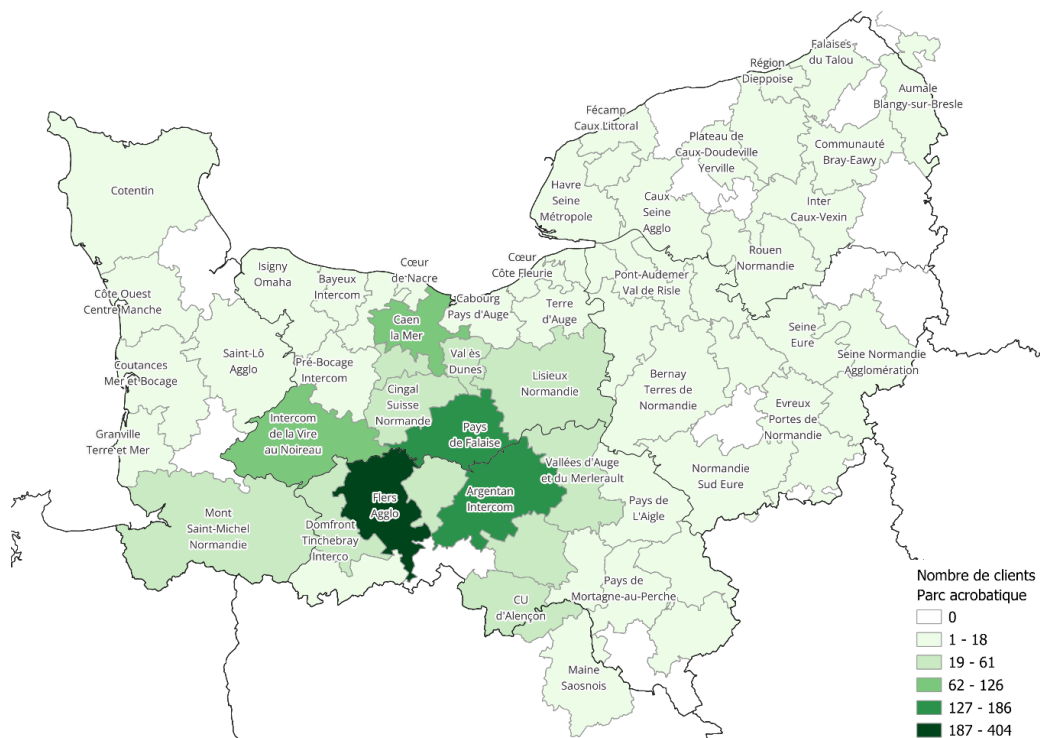 Falaises
du Talou
Région
Dieppoise
Aumale
Blangy-sur-Bresle
Fécamp
Caux Littoral
Plateau de
Caux-Doudeville
Yerville
Communauté
Bray-Eawy
Cotentin
Havre
Seine
Métropole
Caux
Seine
Agglo
Inter
Caux-Vexin
Rouen
Normandie
Cœur
Côte Fleurie
Cœur
de Nacre
Isigny
Omaha
Bayeux
Intercom
Pont-Audemer
Val de Risle
Côte Ouest
Centre Manche
Cabourg
Pays d'Auge
Terre
d'Auge
Caen
la Mer
Seine
Eure
Seine Normandie
Agglomération
Saint-Lô
Agglo
Pré-Bocage
Intercom
Val ès
Dunes
Coutances
Mer et Bocage
Lisieux
Normandie
Bernay
Terres de
Normandie
Cingal
Suisse
Normande
Evreux
Portes de
Normandie
Intercom
de la Vire
au Noireau
Pays
de Falaise
Granville
Terre et Mer
Vallées d'Auge
et du Merlerault
Normandie
Sud Eure
Flers
Agglo
Argentan
Intercom
Pays de
L'Aigle
Mont
Saint-Michel
Normandie
Domfront
Tinchebray
Interco
Pays de
Mortagne-au-Perche
CU
d'Alençon
Maine
Saosnois
Nombre de clients
Parc acrobatique
0
1 - 18
19 - 61
62 - 126
127 - 186
187 - 404